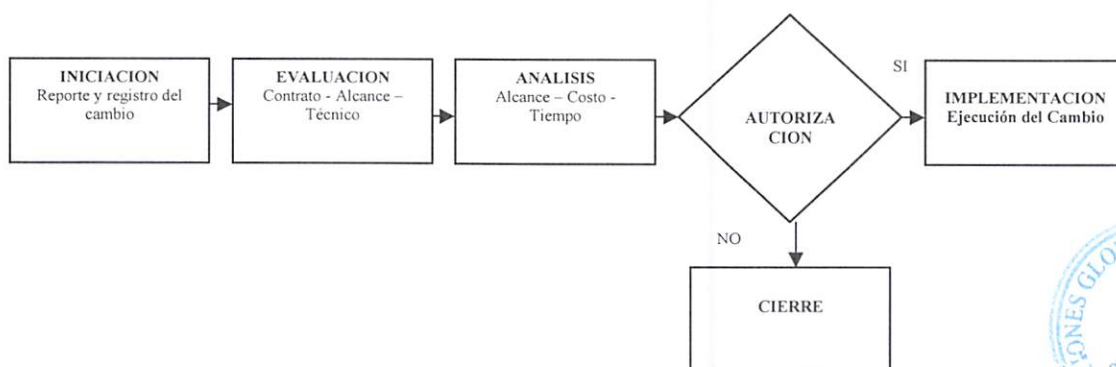 INICIACION
Reporte y registro del
cambio
EVALUACION
Contrato - Alcance –
Técnico
ANALISIS
Alcance – Costo -
Tiempo
AUTORIZA
CION
SI
IMPLEMENTACION
Ejecución del Cambio
NO
CIERRE